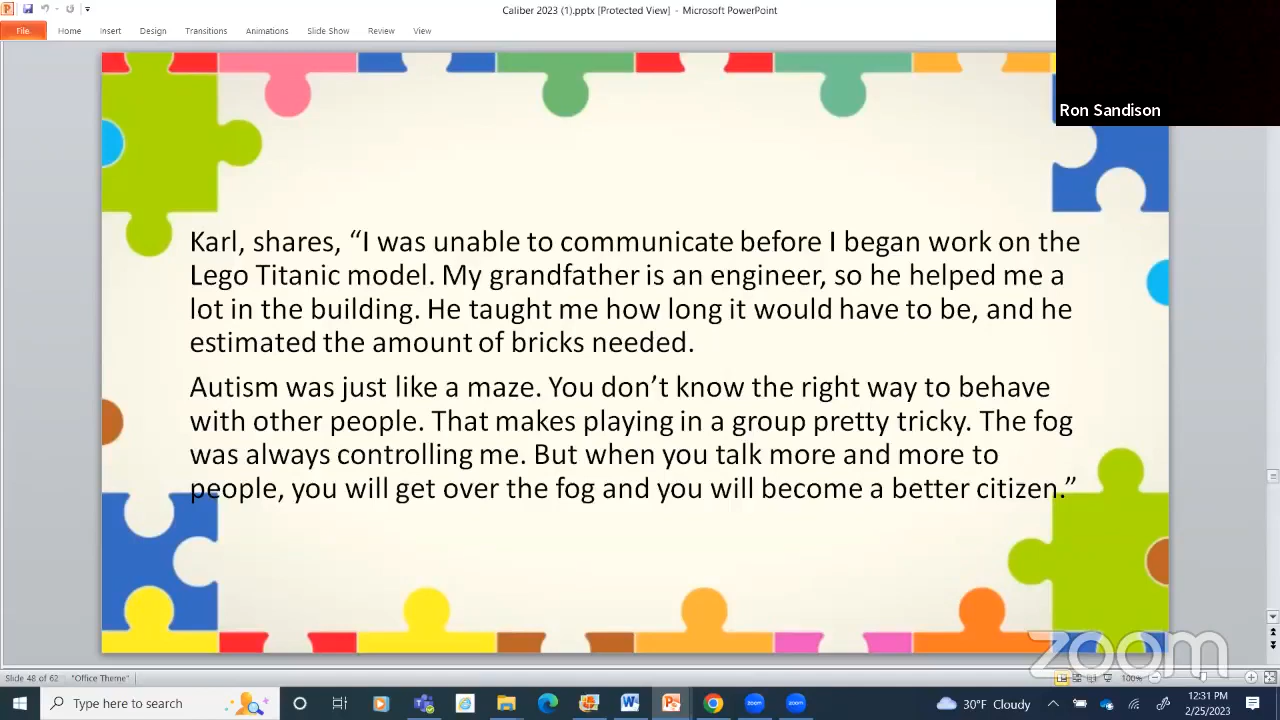 Caliber 2023 (1).pptx [Protected View] - Microsoft PowerPoint
File
Home
Insert
Design
Transitions
Animations
Slide Show
Review
View
Ron Sandison
Karl, shares, “I was unable to communicate before I began work on the
Lego Titanic model. My grandfather is an engineer, so he helped me a
lot in the building. He taught me how long it would have to be, and he
estimated the amount of bricks needed.
Autism was just like a maze. You don’t know the right way to behave
with other people. That makes playing in a group pretty tricky. The fog
was always controlling me. But when you talk more and more to
people, you will get over the fog and you will become a better citizen.”
zoom
Slide 48 of 62
"Office Theme"
100%
Type here to search
30°F Cloudy
12:31 PM
2/25/2023